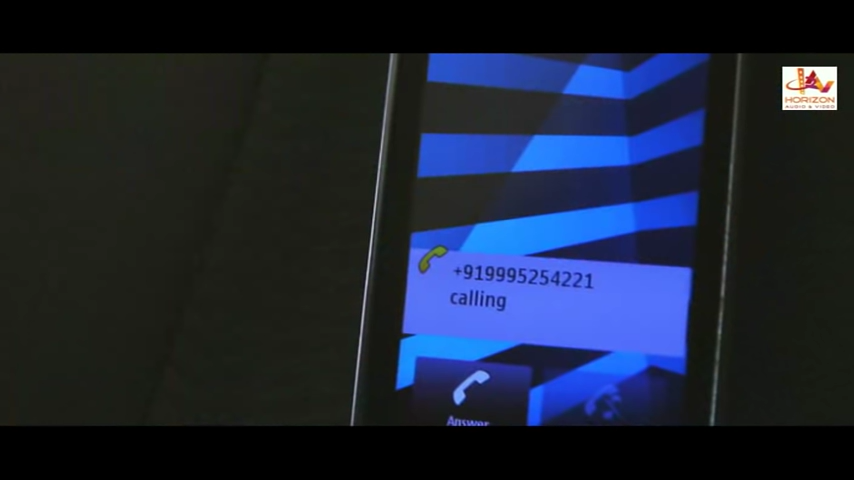 HORIZON
AUDIO & VIDEO
+919995254221
calling
Answer